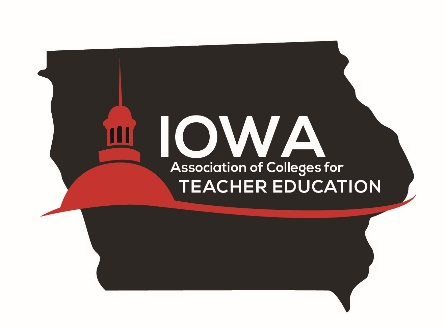 IOWA
Association of Colleges for
TEACHER EDUCATION